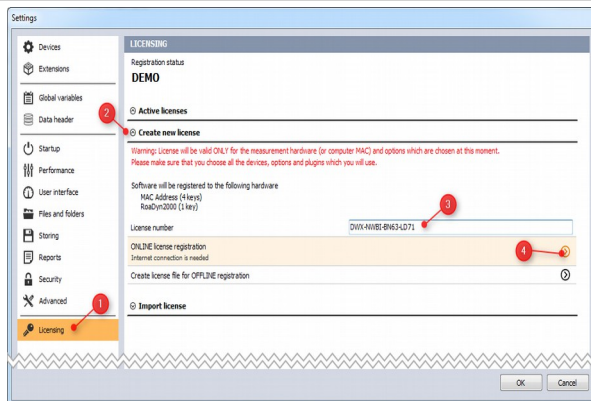 Settings
Devices
Extensions
Global variables
Data header
Startup
Performance
User interface
Files and folders
Storing
Reports
Security
Advanced
Licensing
LICENSING
Registration status
DEMO
Active licenses
Create new license
Warning: License will be valid ONLY for the measurement hardware (or computer MAC) and options which are chosen at this moment.
Please make sure that you choose all the devices, options and plugins which you will use.
Software will be registered to the following hardware
MAC Address (4 keys)
RoaDyn2000 (1 key)
License number DWX-NWBI-BN63-LD71
ONLINE license registration
Internet connection is needed
Create license file for OFFLINE registration
Import license
1
2
3
4
OK Cancel